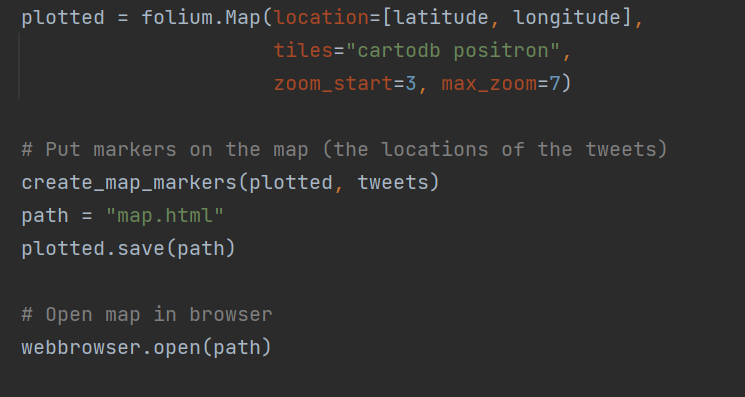 plotted = folium.Map(location=[latitude, longitude],
                     tiles="cartodb positron",
                     zoom_start=3, max_zoom=7)
# Put markers on the map (the locations of the tweets)
create_map_markers(plotted, tweets)
path = "map.html"
plotted.save(path)
# Open map in browser
webbrowser.open(path)